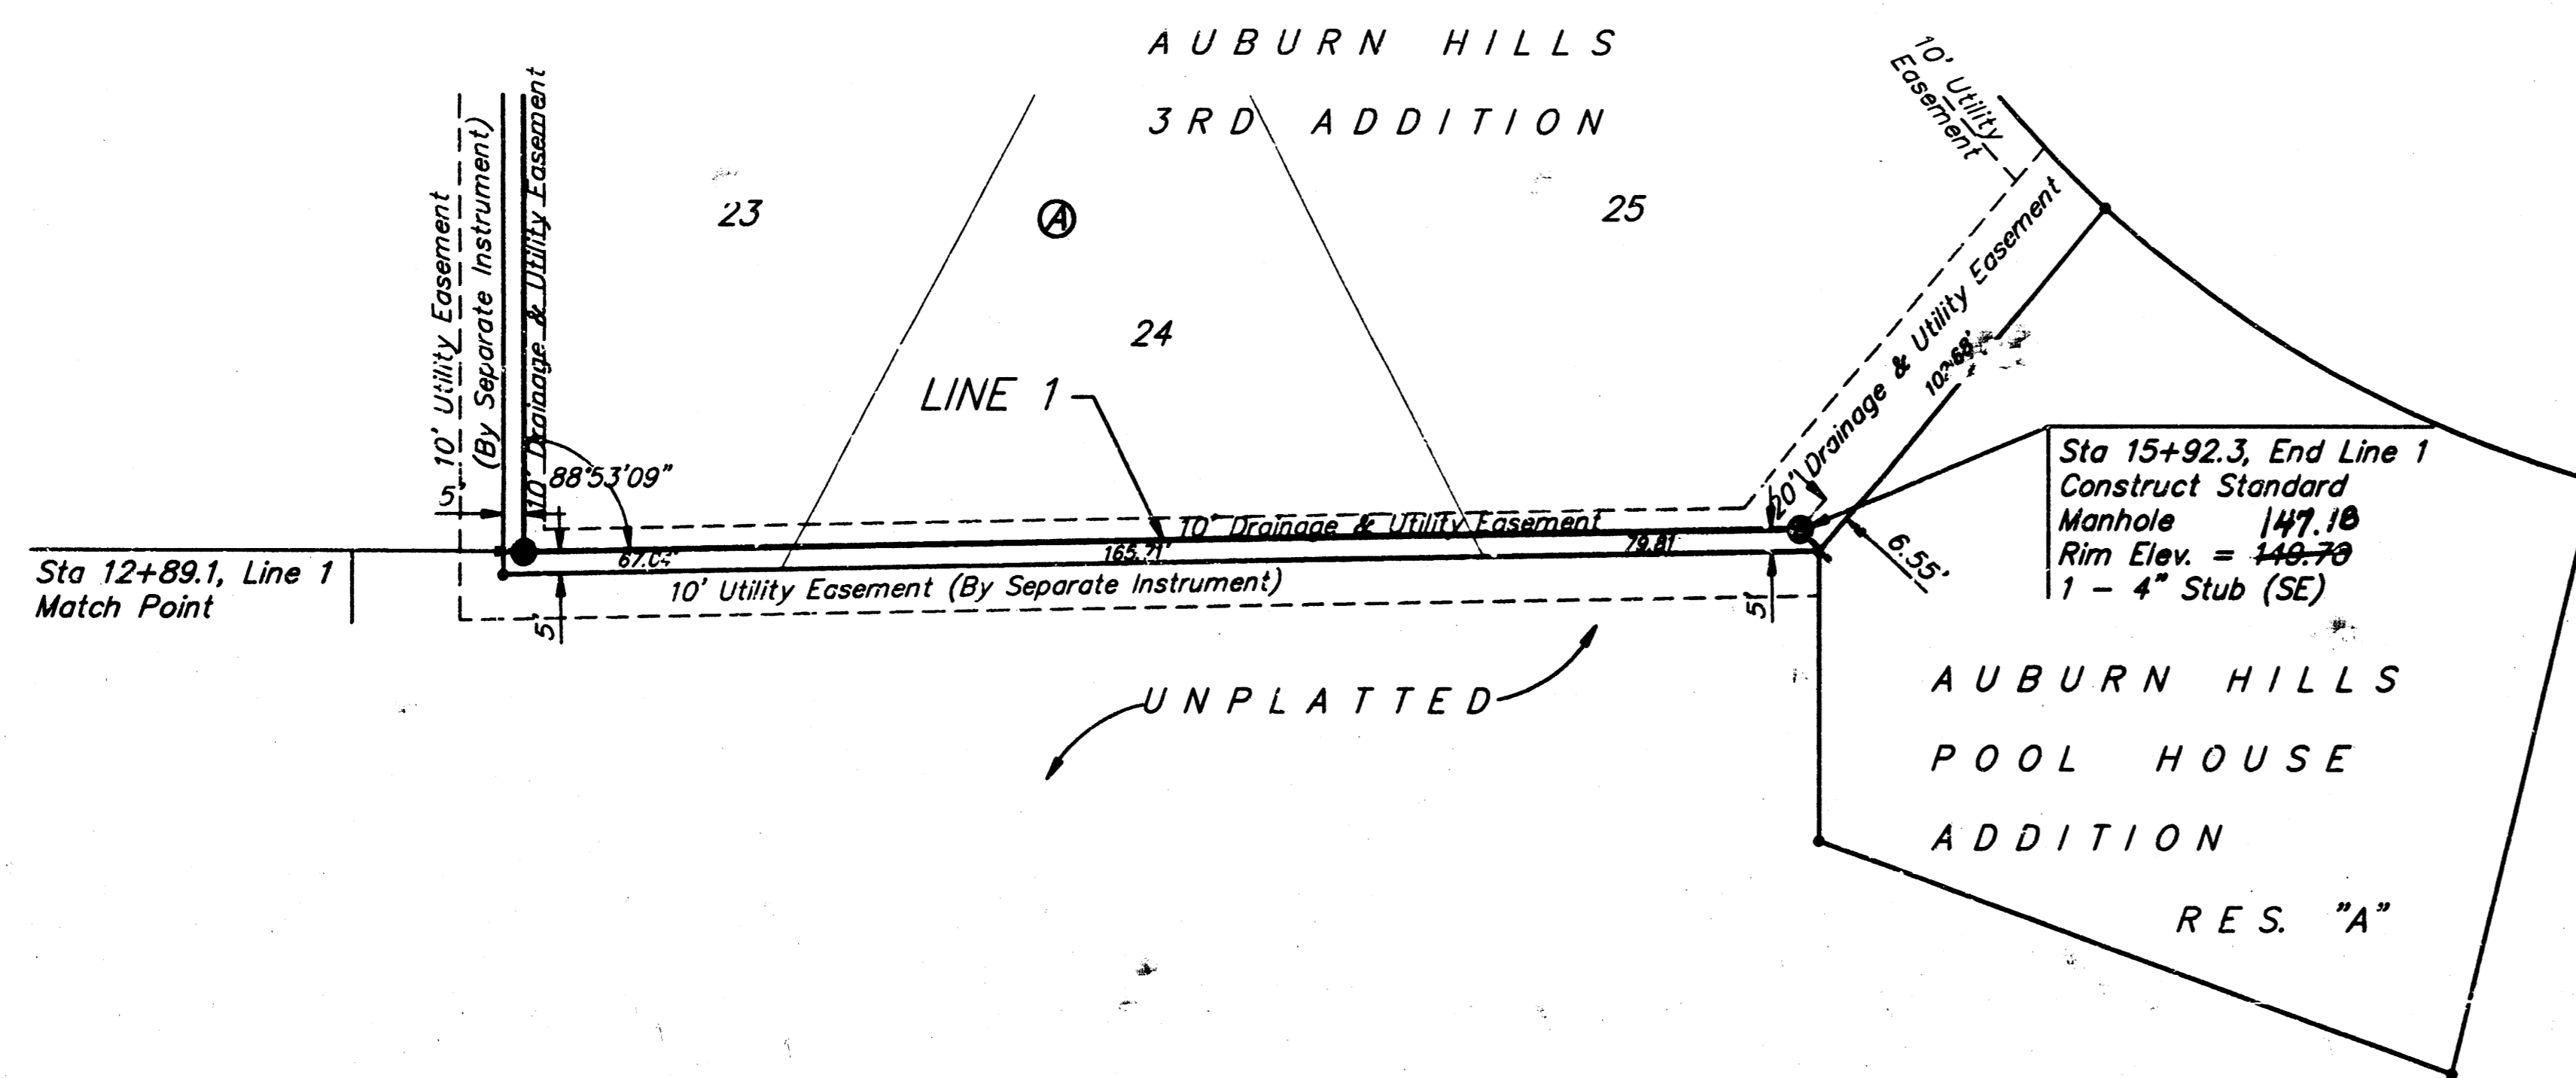 AUBURN HILLS
3RD ADDITION
10' Utility
Easement
10' Utility Easement
(By Separate Instrument)
10' Drainage & Utility Easement
23
A
25
24
LINE 1
88°53'09"
5'
20' Drainage & Utility Easement
102.68'
10' Drainage & Utility Easement
67.04'
165.71'
79.81'
10' Utility Easement (By Separate Instrument)
5'
5'
6.55'
Sta 12+89.1, Line 1
Match Point
Sta 15+92.3, End Line 1
Construct Standard
Manhole 147.18
Rim Elev. =
1 - 4" Stub (SE)
UNPLATTED
AUBURN HILLS
POOL HOUSE
ADDITION
RES. "A"